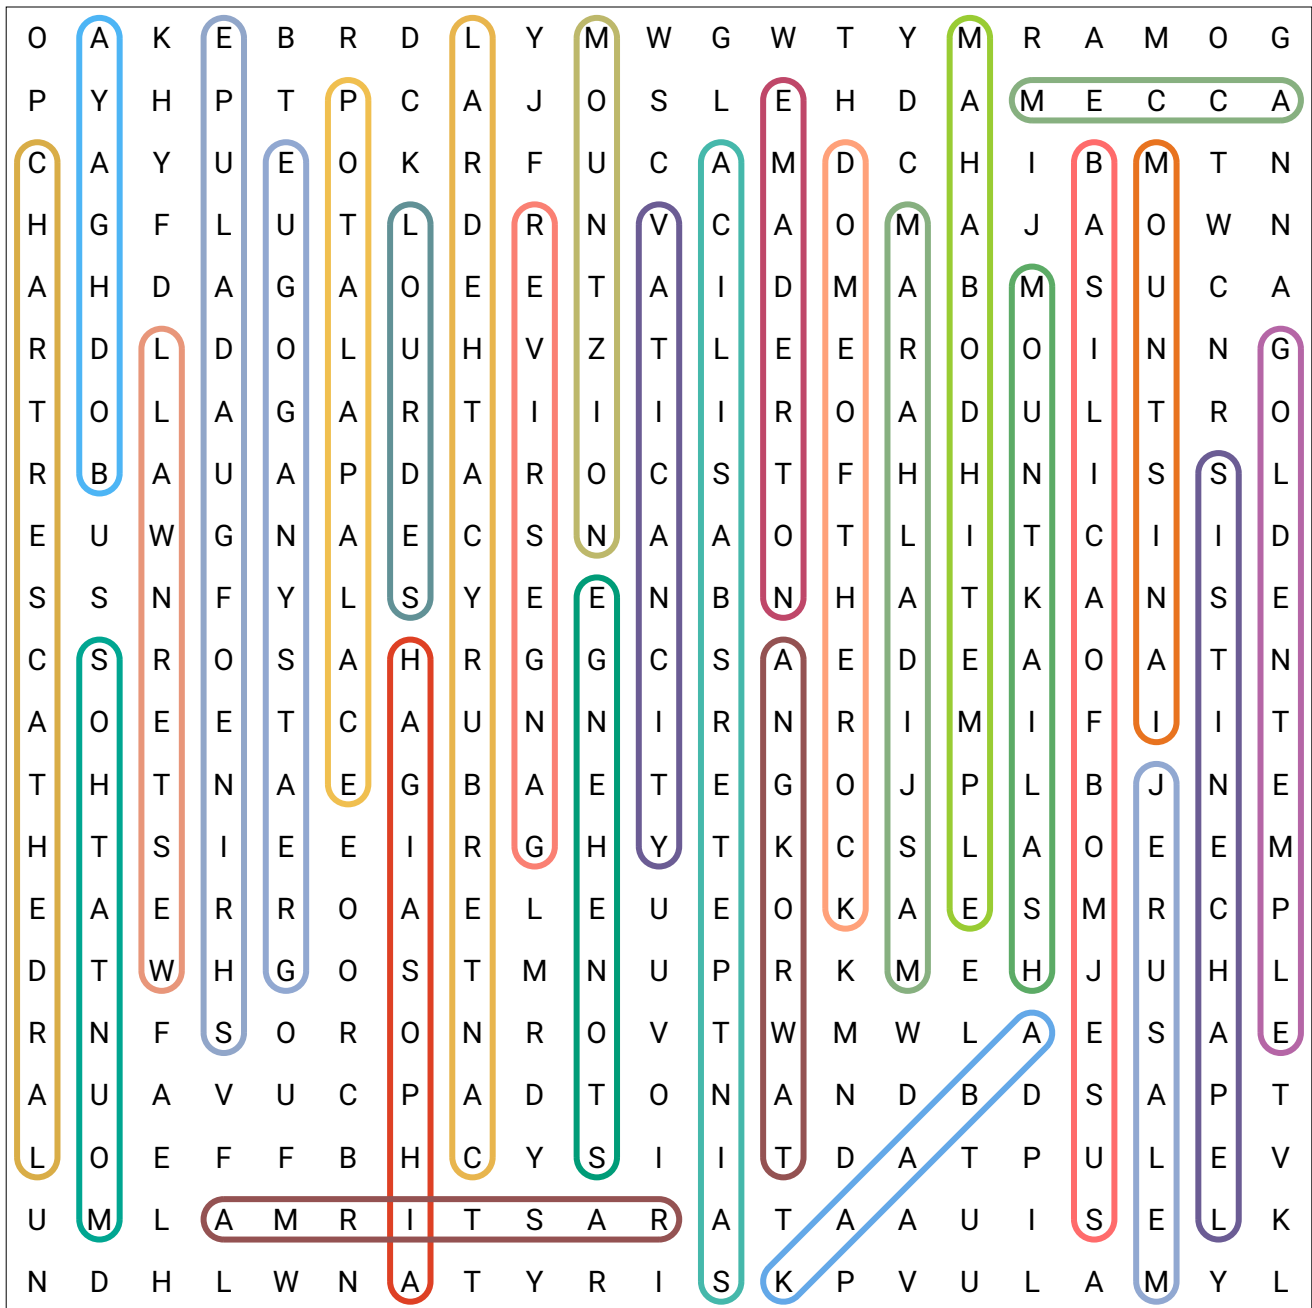 O A K E B R D L Y M W G W T Y M R A M O G
P Y H P T P C A J O S L E H D A M E C C A
C A Y U E O K R F U C A M D C H I B M T N
H G F L U T L D R N V C A O M A J A O W N
A H D A G A O E E T A I D M A B M S U C A
R D L D O L U H V Z T L E E R O O I N N G
T O L A G A R T I I I I R O A D U L T R O
R B A U A P D A R O C S T F H H N I S S L
E U W G N A E C S N A A O T L I T C I I D
S S N F Y L S Y E E N B N H A T K A N S E
C S R O S A H R G G C S A E D E A O A T N
A O E E T C A U N N I R N R I M I F I I T
T H T N A E G B A E T E G O J P L B J N E
H T S I E E I R G H Y T K C S L A O E E M
E A E R R O A E L E U E O K A E S M R C P
D T W H G O S T M N U P R K M E H J U H L
R N F S O R O N R O V T W M W L A E S A E
A U A V U C P A D T O N A N D B D S A P T
L O E F F B H C Y S I I T D A T P U L E V
U M L A M R I T S A R A T A A U I S E L K
N D H L W N A T Y R I S K P V U L A M Y L